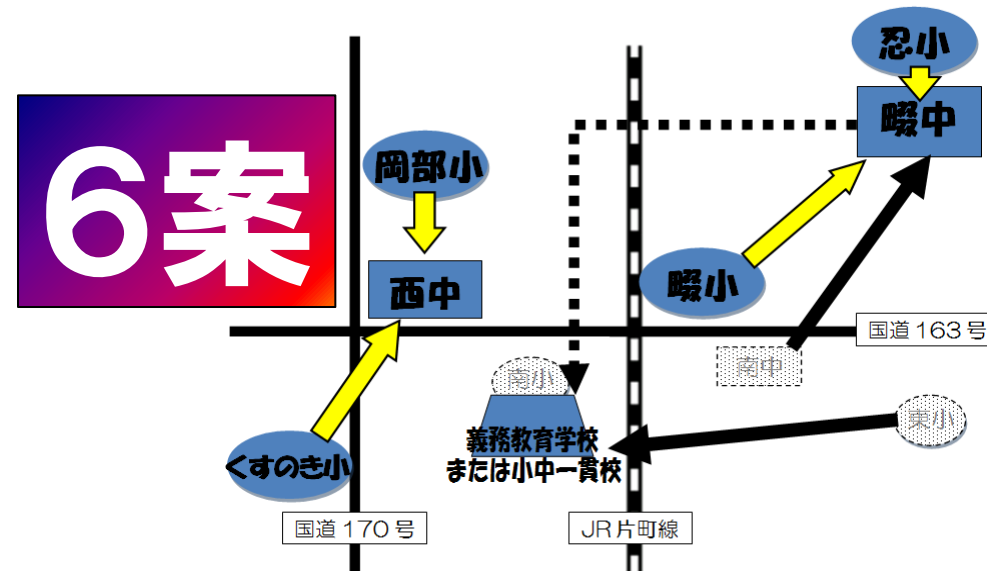 6案
忍小
畷中
岡部小
西中
畷小
国道163号
南中
南小
東小
義務教育学校
または小中一貫校
くすのき小
国道170号
JR片町線